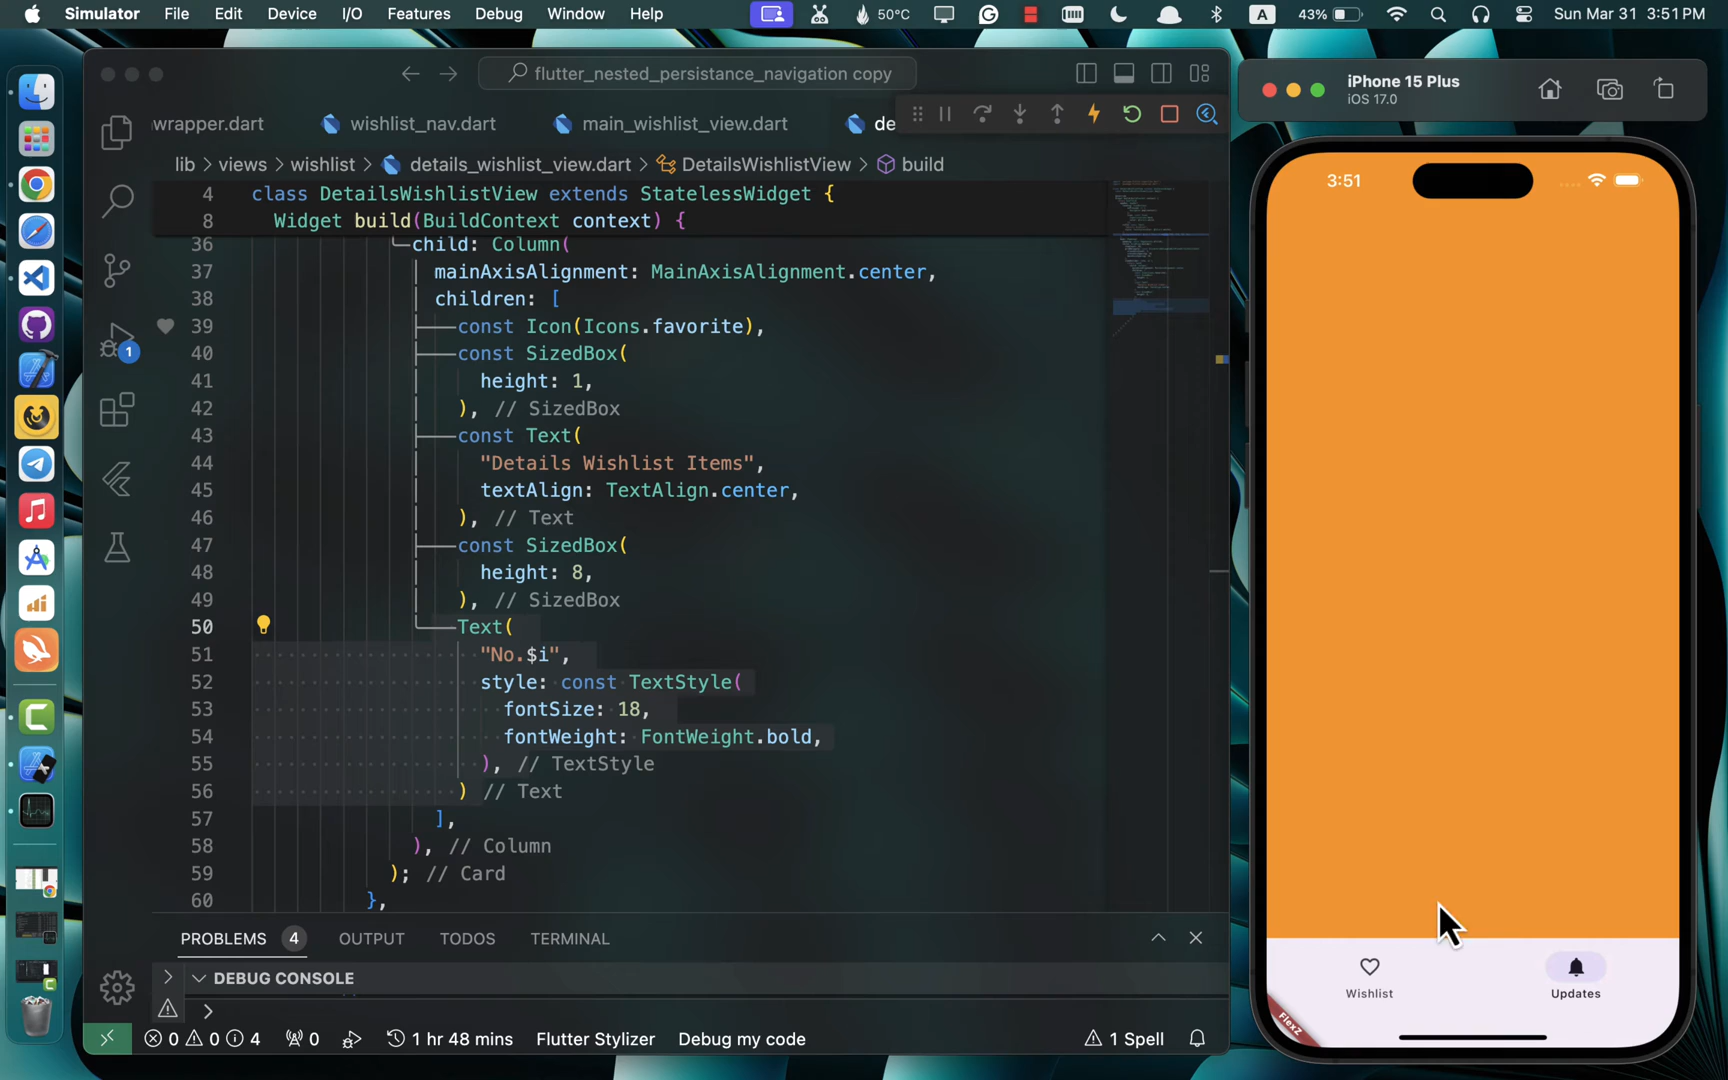 Simulator File Edit Device I/O Features Debug Window Help 50°C A 43% Sun Mar 31 3:51 PM
flutter_nested_persistance_navigation copy
wrapper.dart wishlist_nav.dart main_wishlist_view.dart de
lib > views > wishlist > details_wishlist_view.dart > DetailsWishlistView > build
4 class DetailsWishlistView extends StatelessWidget {
8 Widget build(BuildContext context) {
36 child: Column(
37 mainAxisAlignment: MainAxisAlignment.center,
38 children: [
39 const Icon(Icons.favorite),
40 const SizedBox(
41 height: 1,
42 ), // SizedBox
43 const Text(
44 "Details Wishlist Items",
45 textAlign: TextAlign.center,
46 ), // Text
47 const SizedBox(
48 height: 8,
49 ), // SizedBox
50 Text(
51 "No.$i",
52 style: const TextStyle(
53 fontSize: 18,
54 fontWeight: FontWeight.bold,
55 ), // TextStyle
56 ) // Text
57 ],
58 ), // Column
59 ); // Card
60 },
1
PROBLEMS 4 OUTPUT TODOS TERMINAL
DEBUG CONSOLE
0 0 4 0 1 hr 48 mins Flutter Stylizer Debug my code 1 Spell
iPhone 15 Plus
iOS 17.0
3:51
Wishlist Updates
FlexZ